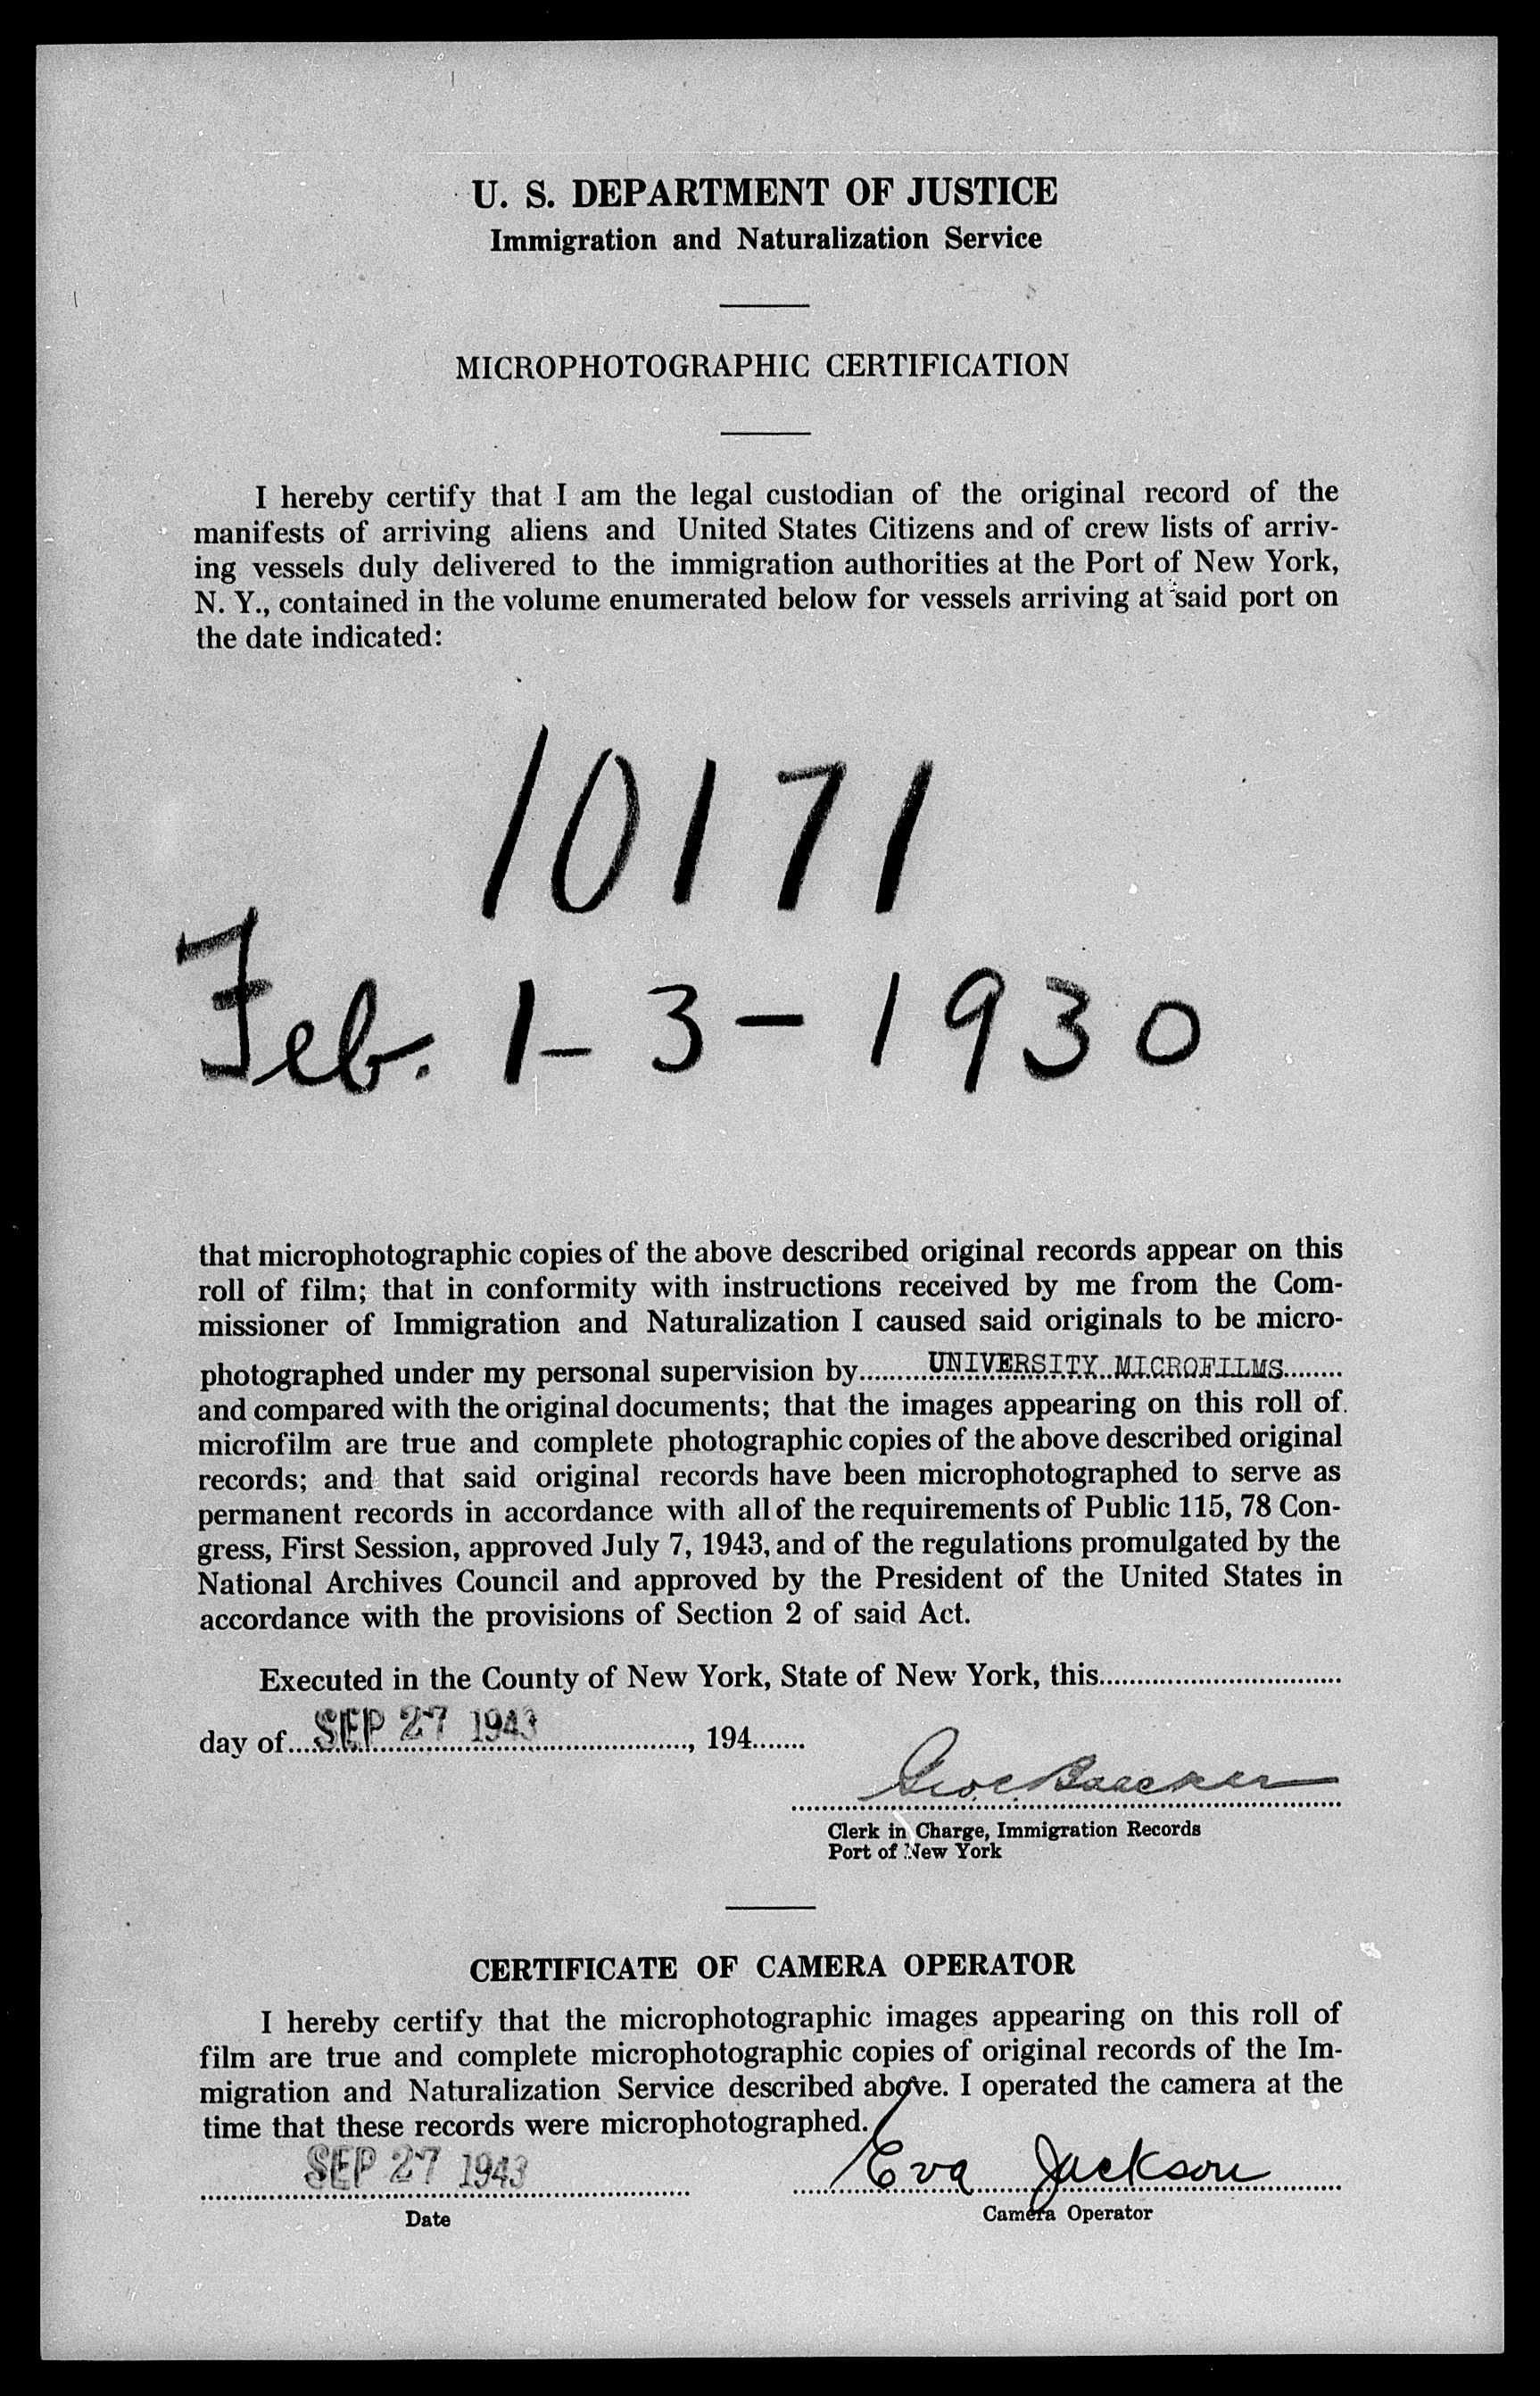 U. S. DEPARTMENT OF JUSTICE
Immigration and Naturalization Service
MICROPHOTOGRAPHIC CERTIFICATION
I hereby certify that I am the legal custodian of the original record of the
manifests of arriving aliens and United States Citizens and of crew lists of arriv-
ing vessels duly delivered to the immigration authorities at the Port of New York,
N. Y., contained in the volume enumerated below for vessels arriving at said port on
the date indicated:
10171
Feb. 1- 3 - 1930
that microphotographic copies of the above described original records appear on this
roll of film; that in conformity with instructions received by me from the Com-
missioner of Immigration and Naturalization I caused said originals to be micro-
photographed under my personal supervision by..........UNIVERSITY MICROFILMS........
and compared with the original documents; that the images appearing on this roll of
microfilm are true and complete photographic copies of the above described original
records; and that said original records have been microphotographed to serve as
permanent records in accordance with all of the requirements of Public 115, 78 Con-
gress, First Session, approved July 7, 1943, and of the regulations promulgated by the
National Archives Council and approved by the President of the United States in
accordance with the provisions of Section 2 of said Act.
Executed in the County of New York, State of New York, this................................
day of....SEP 27 1943...................., 194.......
Clerk in Charge, Immigration Records
Port of New York
CERTIFICATE OF CAMERA OPERATOR
I hereby certify that the microphotographic images appearing on this roll of
film are true and complete microphotographic copies of original records of the Im-
migration and Naturalization Service described above. I operated the camera at the
time that these records were microphotographed.
SEP 27 1943 Eva Jackson
Date Camera Operator